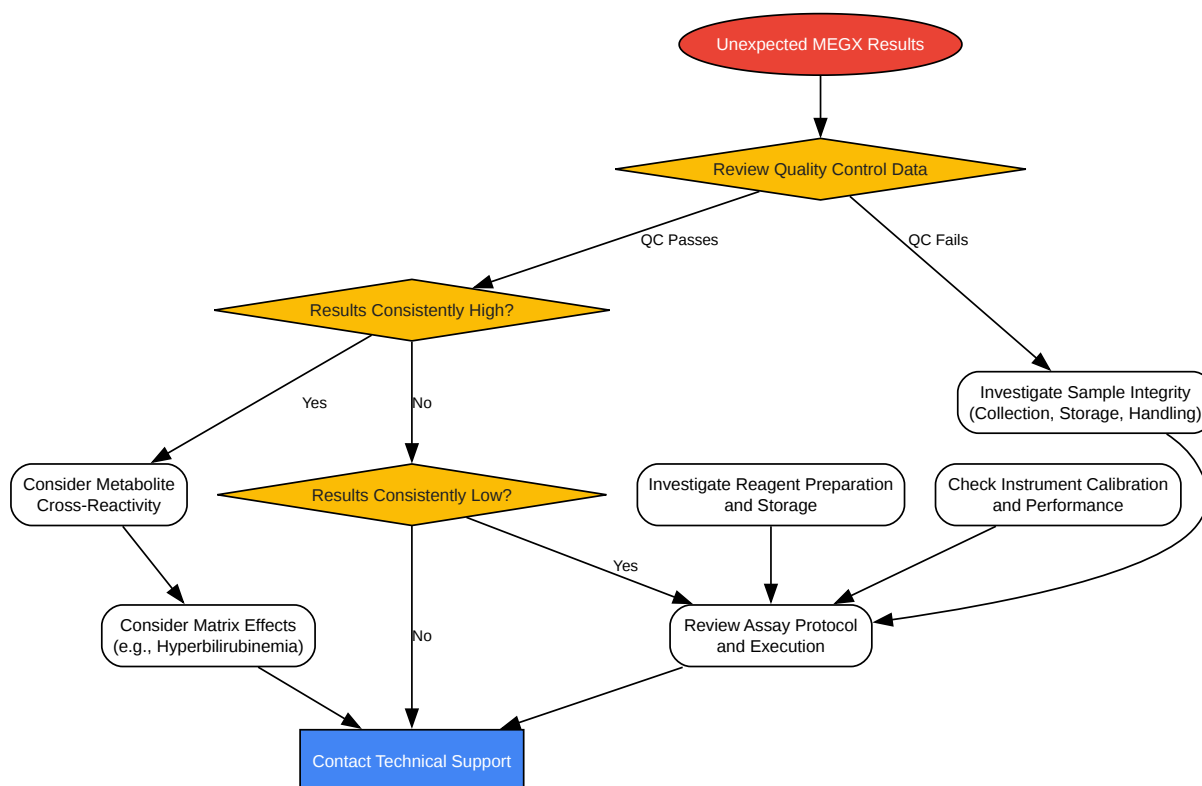 Unexpected MEGX Results
Review Quality Control Data
QC Passes
QC Fails
Results Consistently High?
Investigate Sample Integrity
(Collection, Storage, Handling)
Yes
No
Consider Metabolite
Cross-Reactivity
Results Consistently Low?
Investigate Reagent Preparation
and Storage
Check Instrument Calibration
and Performance
Yes
Consider Matrix Effects
(e.g., Hyperbilirubinemia)
No
Review Assay Protocol
and Execution
Contact Technical Support